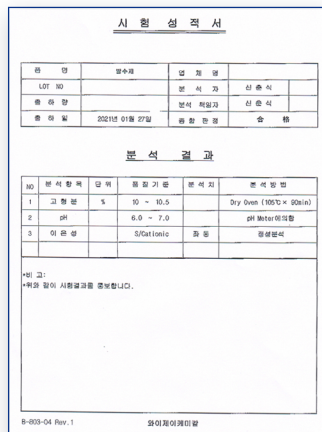 시 험 성 적 서
품 명 발수제 업 체 명
LOT NO 분 석 자 신춘식
출 하 량 분석 책임자 신춘식
출 하 일 2021년 01월 27일 종 합 판 정 合 格
분 석 결 과
NO 분석항목 단 위 품 질 기 준 분 석 치 분 석 방 법
1 고 형 분 % 10 ~ 10.5 Dry Oven (105℃ × 90min)
2 pH 6.0 ~ 7.0 pH Meter에의함
3 이 온 성 S/Cationic 좌 동 정성분석
*비 고:
*위와 같이 시험결과를 통보합니다.
B-803-04 Rev.1 와이제이케미칼